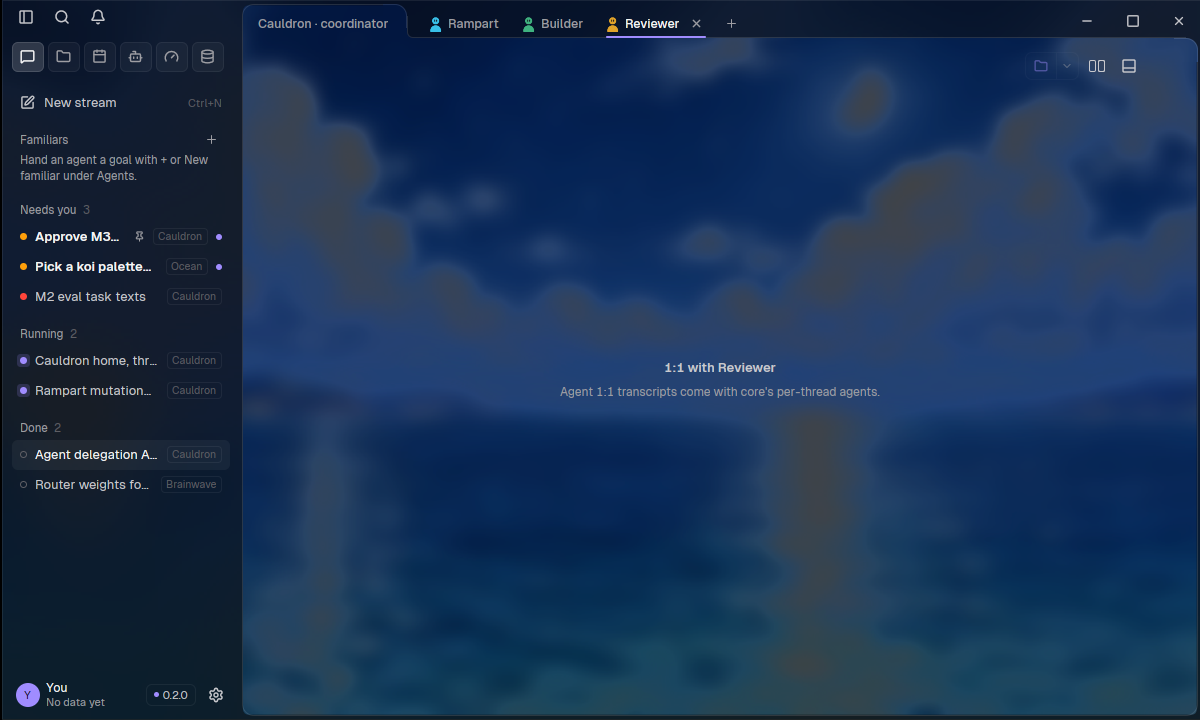 Cauldron · coordinator
Rampart
Builder
Reviewer
New stream
Ctrl+N
Familiars
Hand an agent a goal with + or New
familiar under Agents.
Needs you 3
Approve M3... Cauldron
Pick a koi palette... Ocean
M2 eval task texts Cauldron
Running 2
Cauldron home, thr... Cauldron
Rampart mutation... Cauldron
Done 2
Agent delegation A... Cauldron
Router weights fo... Brainwave
1:1 with Reviewer
Agent 1:1 transcripts come with core's per-thread agents.
Y
You
No data yet
0.2.0